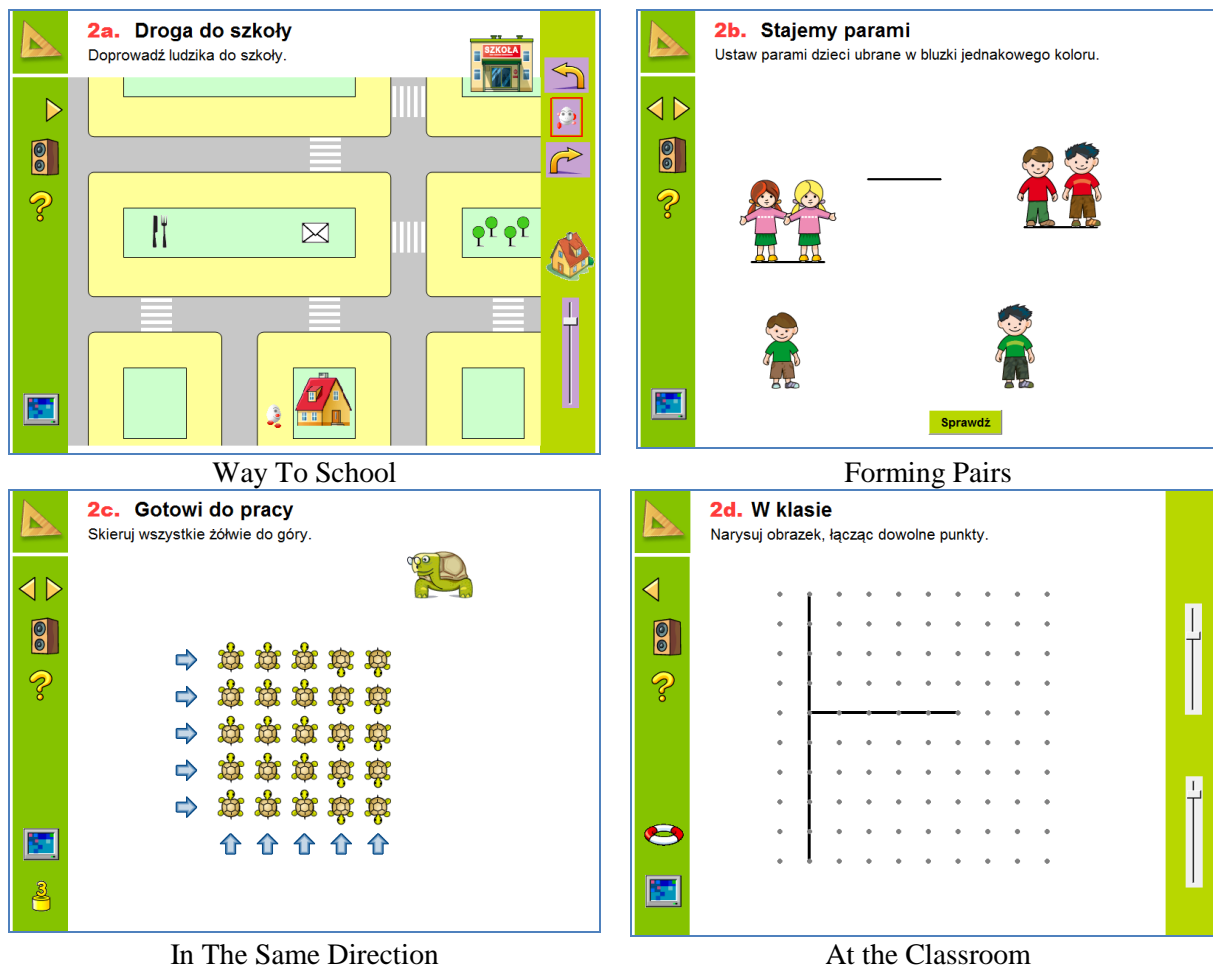 2a. Droga do szkoły
Doprowadź ludzika do szkoły.
SZKOŁA
Way To School
2b. Stajemy parami
Ustaw parami dzieci ubrane w bluzki jednakowego koloru.
Sprawdź
Forming Pairs
2c. Gotowi do pracy
Skieruj wszystkie żółwie do góry.
3
In The Same Direction
2d. W klasie
Narysuj obrazek, łącząc dowolne punkty.
At the Classroom